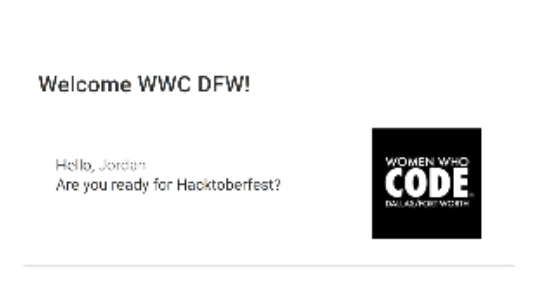 Welcome WWC DFW!
Hello, Jordan
Are you ready for Hacktoberfest?
WOMEN WHO
CODE
DALLAS/FORT WORTH